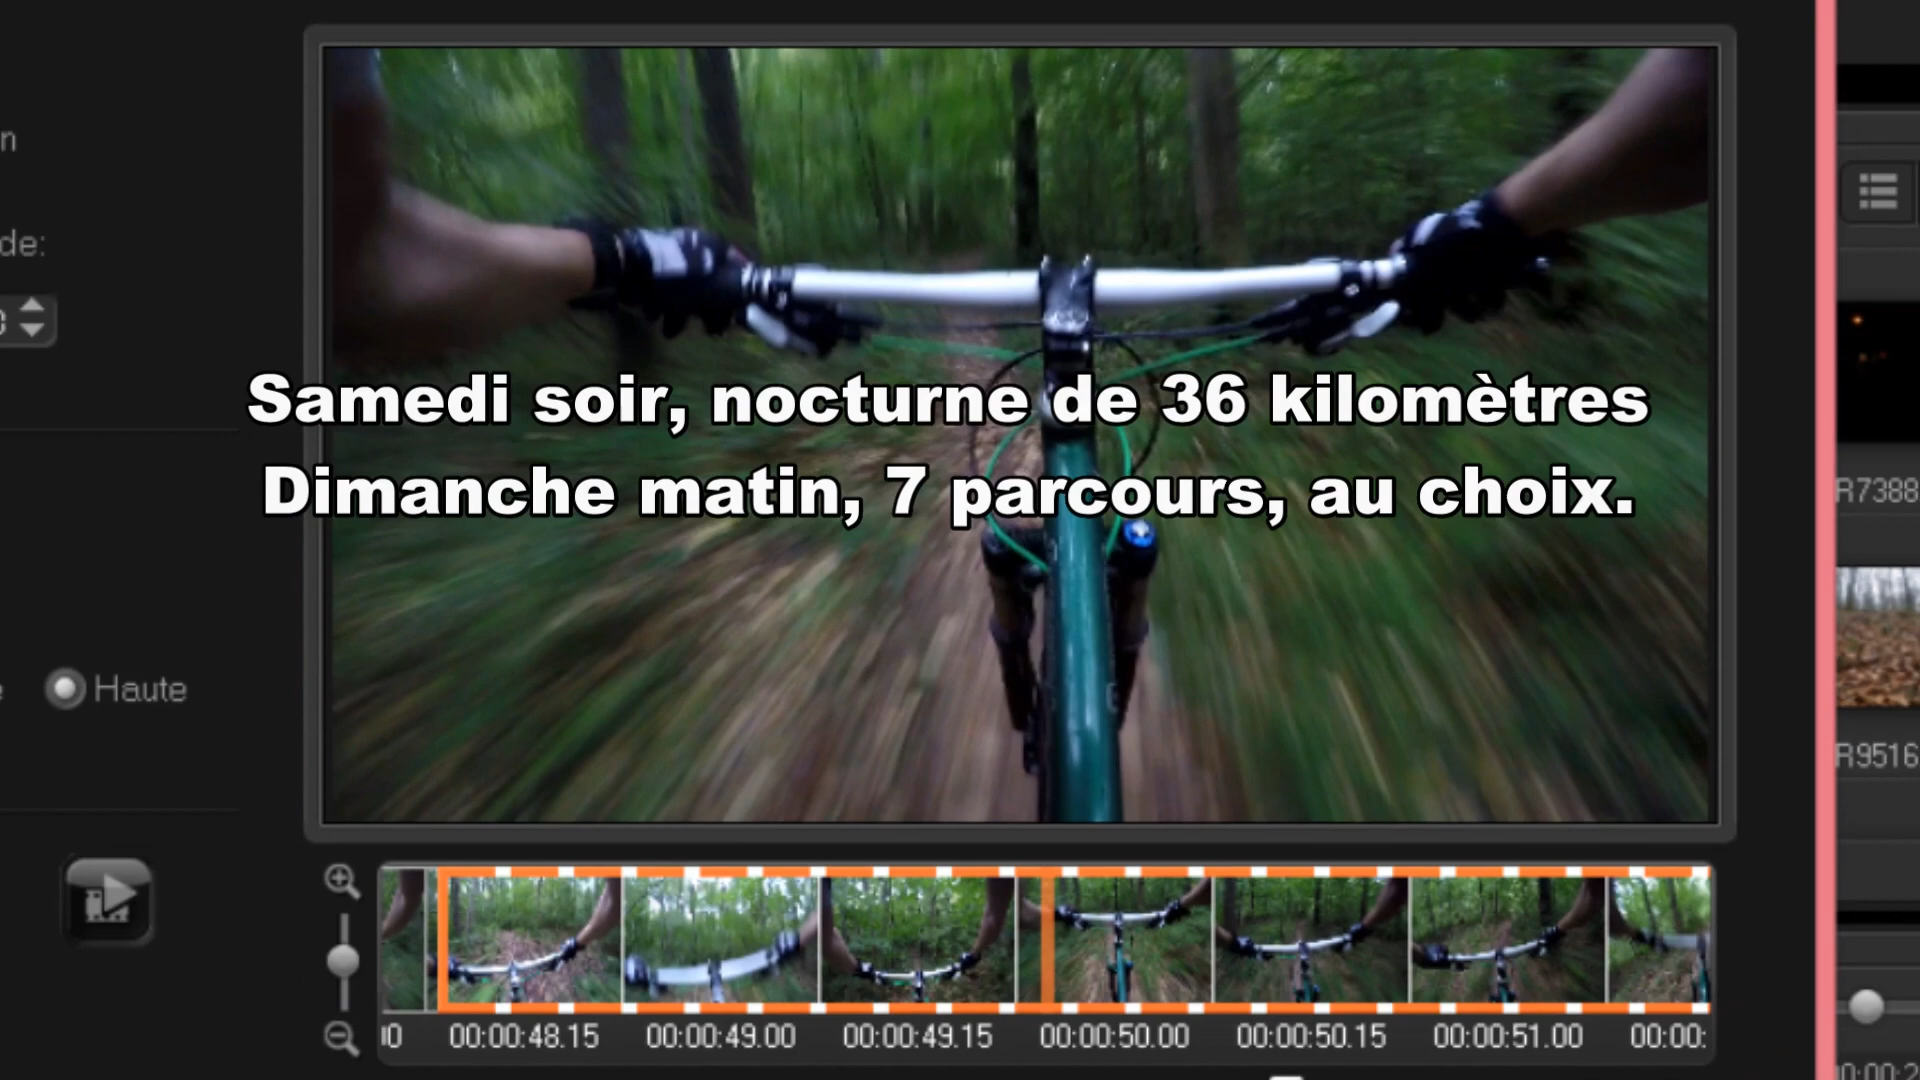 de:
Samedi soir, nocturne de 36 kilomètres
Dimanche matin, 7 parcours, au choix.
R7388
Haute
R9516
00:00:48.15 00:00:49.00 00:00:49.15 00:00:50.00 00:00:50.15 00:00:51.00 00:00: